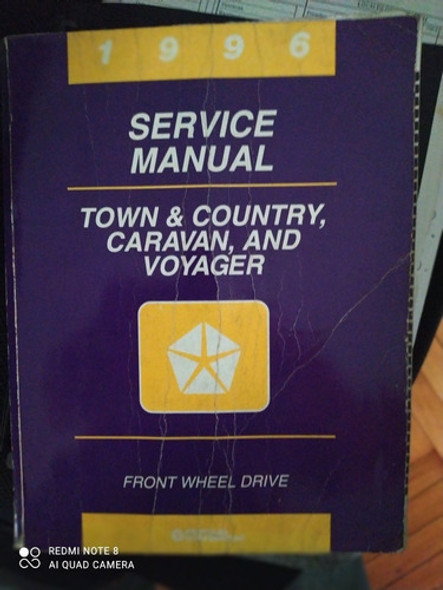 1 9 9 6
SERVICE
MANUAL
TOWN & COUNTRY,
CARAVAN, AND
VOYAGER
FRONT WHEEL DRIVE
REDMI NOTE 8
AI QUAD CAMERA